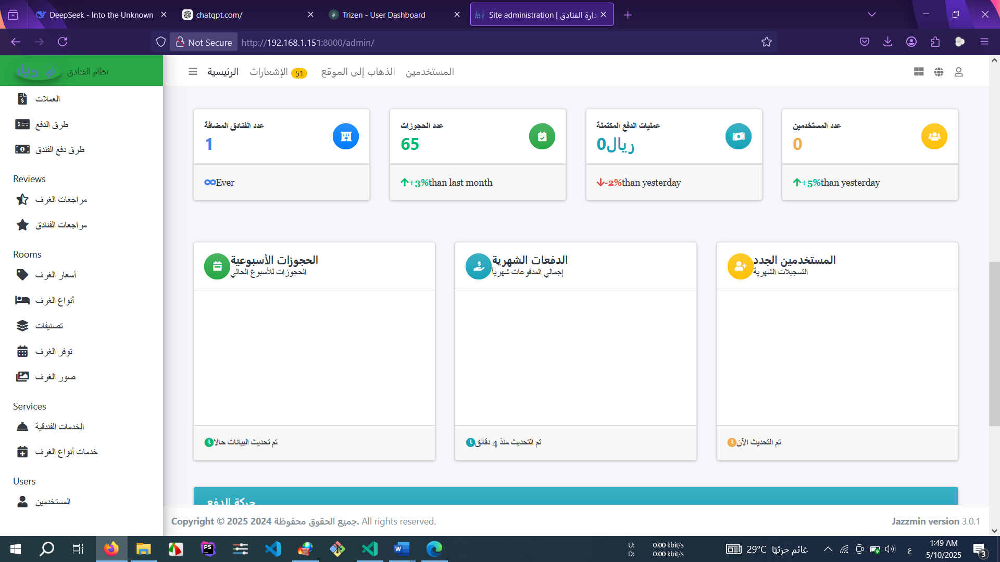 DeepSeek - Into the Unknown
chatgpt.com/
Trizen - User Dashboard
Site administration | إدارة الفنادق
Not Secure
http://192.168.1.151:8000/admin/
ديار
نظام الفنادق
الرئيسية
الإشعارات 51
الذهاب إلى الموقع
المستخدمين
العملات
طرق الدفع
طرق دفع الفندق
Reviews
مراجعات الغرف
مراجعات الفنادق
Rooms
أسعار الغرف
أنواع الغرف
تصنيفات
توفر الغرف
صور الغرف
Services
الخدمات الفندقية
خدمات أنواع الغرف
Users
المستخدمين
عدد الفنادق المضافة
1
Ever
عدد الحجوزات
65
+3%than last month
عمليات الدفع المكتملة
ريال0
-2%than yesterday
عدد المستخدمين
0
+5%than yesterday
الحجوزات الأسبوعية
الحجوزات للأسبوع الحالي
تم تحديث البيانات حالا
الدفعات الشهرية
إجمالي المدفوعات شهرياً
تم التحديث منذ 4 دقائق
المستخدمين الجدد
التسجيلات الشهرية
تم التحديث الآن
حركة الدفع
Copyright © 2025 2024 جميع الحقوق محفوظة. All rights reserved.
Jazzmin version 3.0.1
U: 0.00 kbit/s
D: 0.00 kbit/s
29°C غائم جزئيًا
ع
1:49 AM
5/10/2025
3